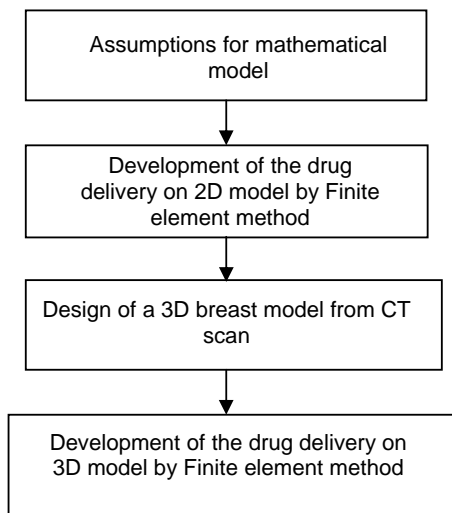 Assumptions for mathematical
model
Development of the drug
delivery on 2D model by Finite
element method
Design of a 3D breast model from CT
scan
Development of the drug delivery on
3D model by Finite element method